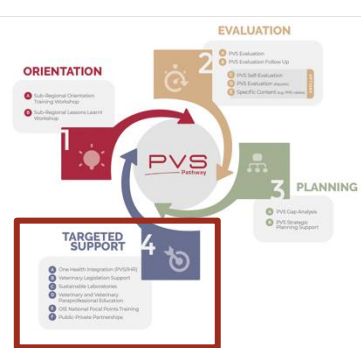 EVALUATION
2
A PVS Evaluation
B PVS Evaluation Follow Up
C PVS Self-Evaluation
D PVS Evaluation
E Specific Content
ORIENTATION
A Sub-Regional Orientation
Training Workshop
B Sub-Regional Lessons Learnt
Workshop
1
PVS
Pathway
3 PLANNING
A PVS Gap Analysis
B PVS Strategic
Planning Support
TARGETED
SUPPORT
4
A One Health Integration (PVS/IHR)
B Veterinary Legislation Support
C Sustainable Laboratories
D Veterinary and Veterinary
Paraprofessional Education
E OIE National Focal Points Training
F Public-Private Partnerships